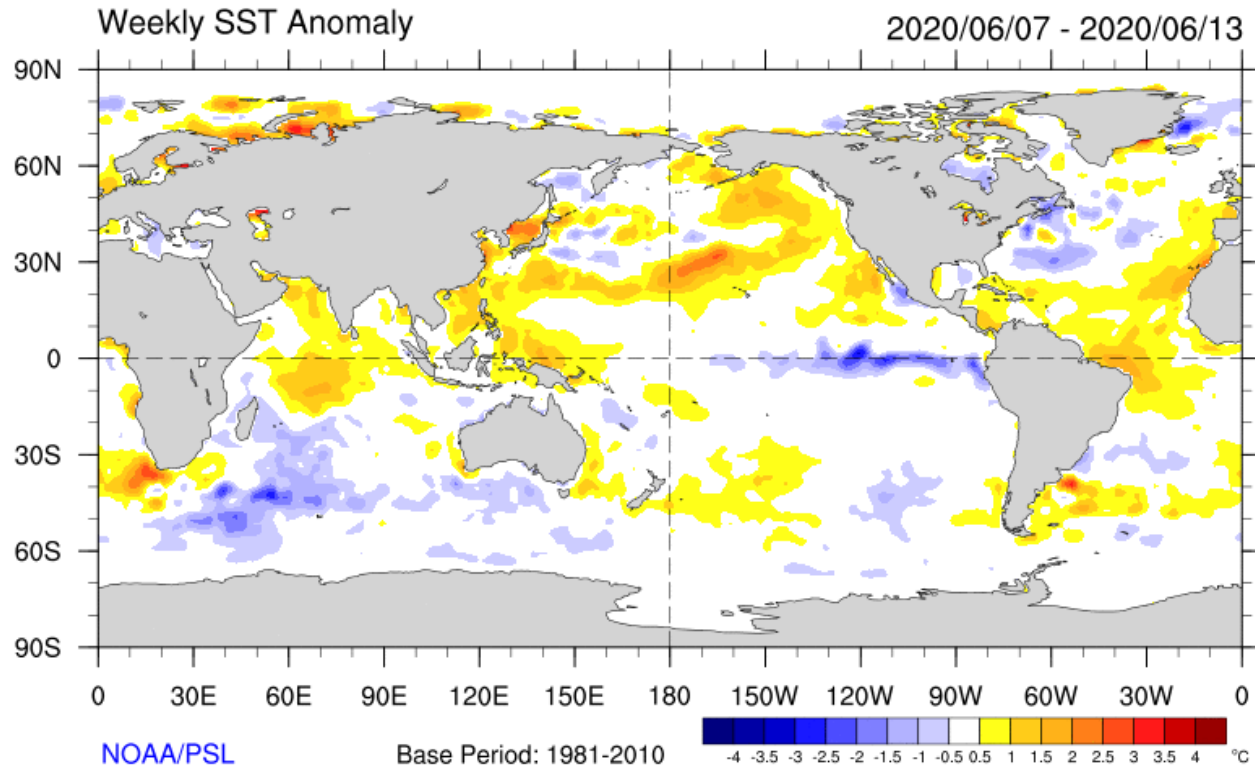 Weekly SST Anomaly 2020/06/07 - 2020/06/13
90N
60N
30N
0
30S
60S
90S
0 30E 60E 90E 120E 150E 180 150W 120W 90W 60W 30W 0
NOAA/PSL Base Period: 1981-2010
-4 -3.5 -3 -2.5 -2 -1.5 -1 -0.5 0.5 1 1.5 2 2.5 3 3.5 4 °C